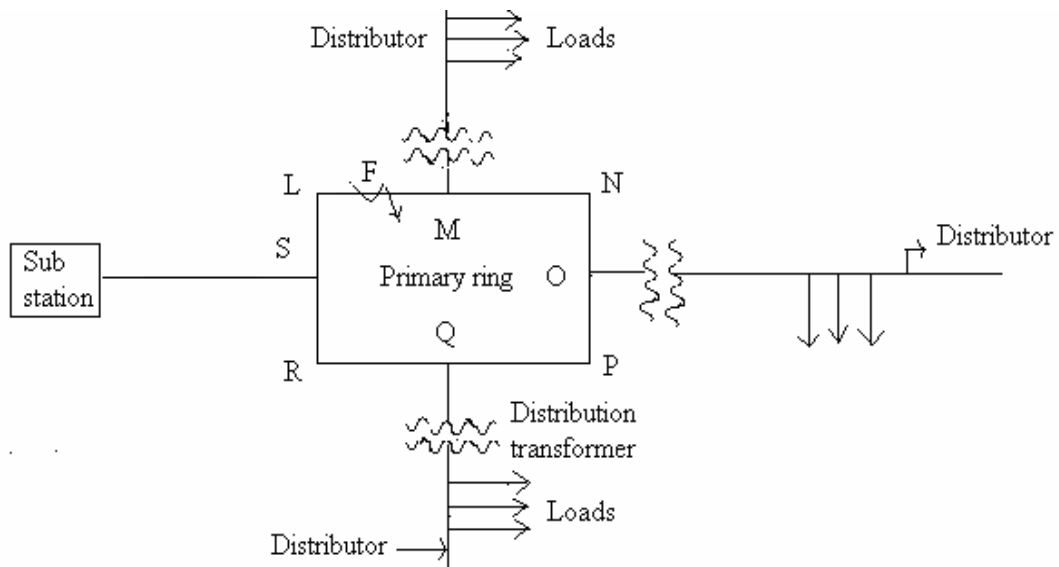 Distributor
Loads
F
L
N
M
S
Distributor
Sub
station
Primary ring
O
Q
R
P
Distribution
transformer
Loads
Distributor